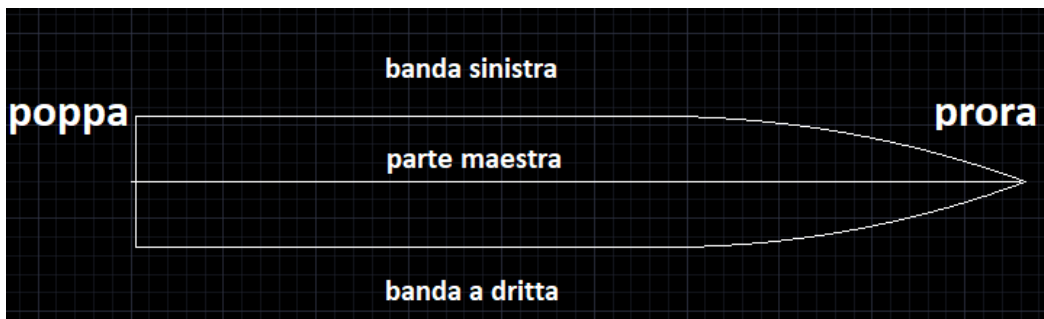 banda sinistra
poppa
prora
parte maestra
banda a dritta